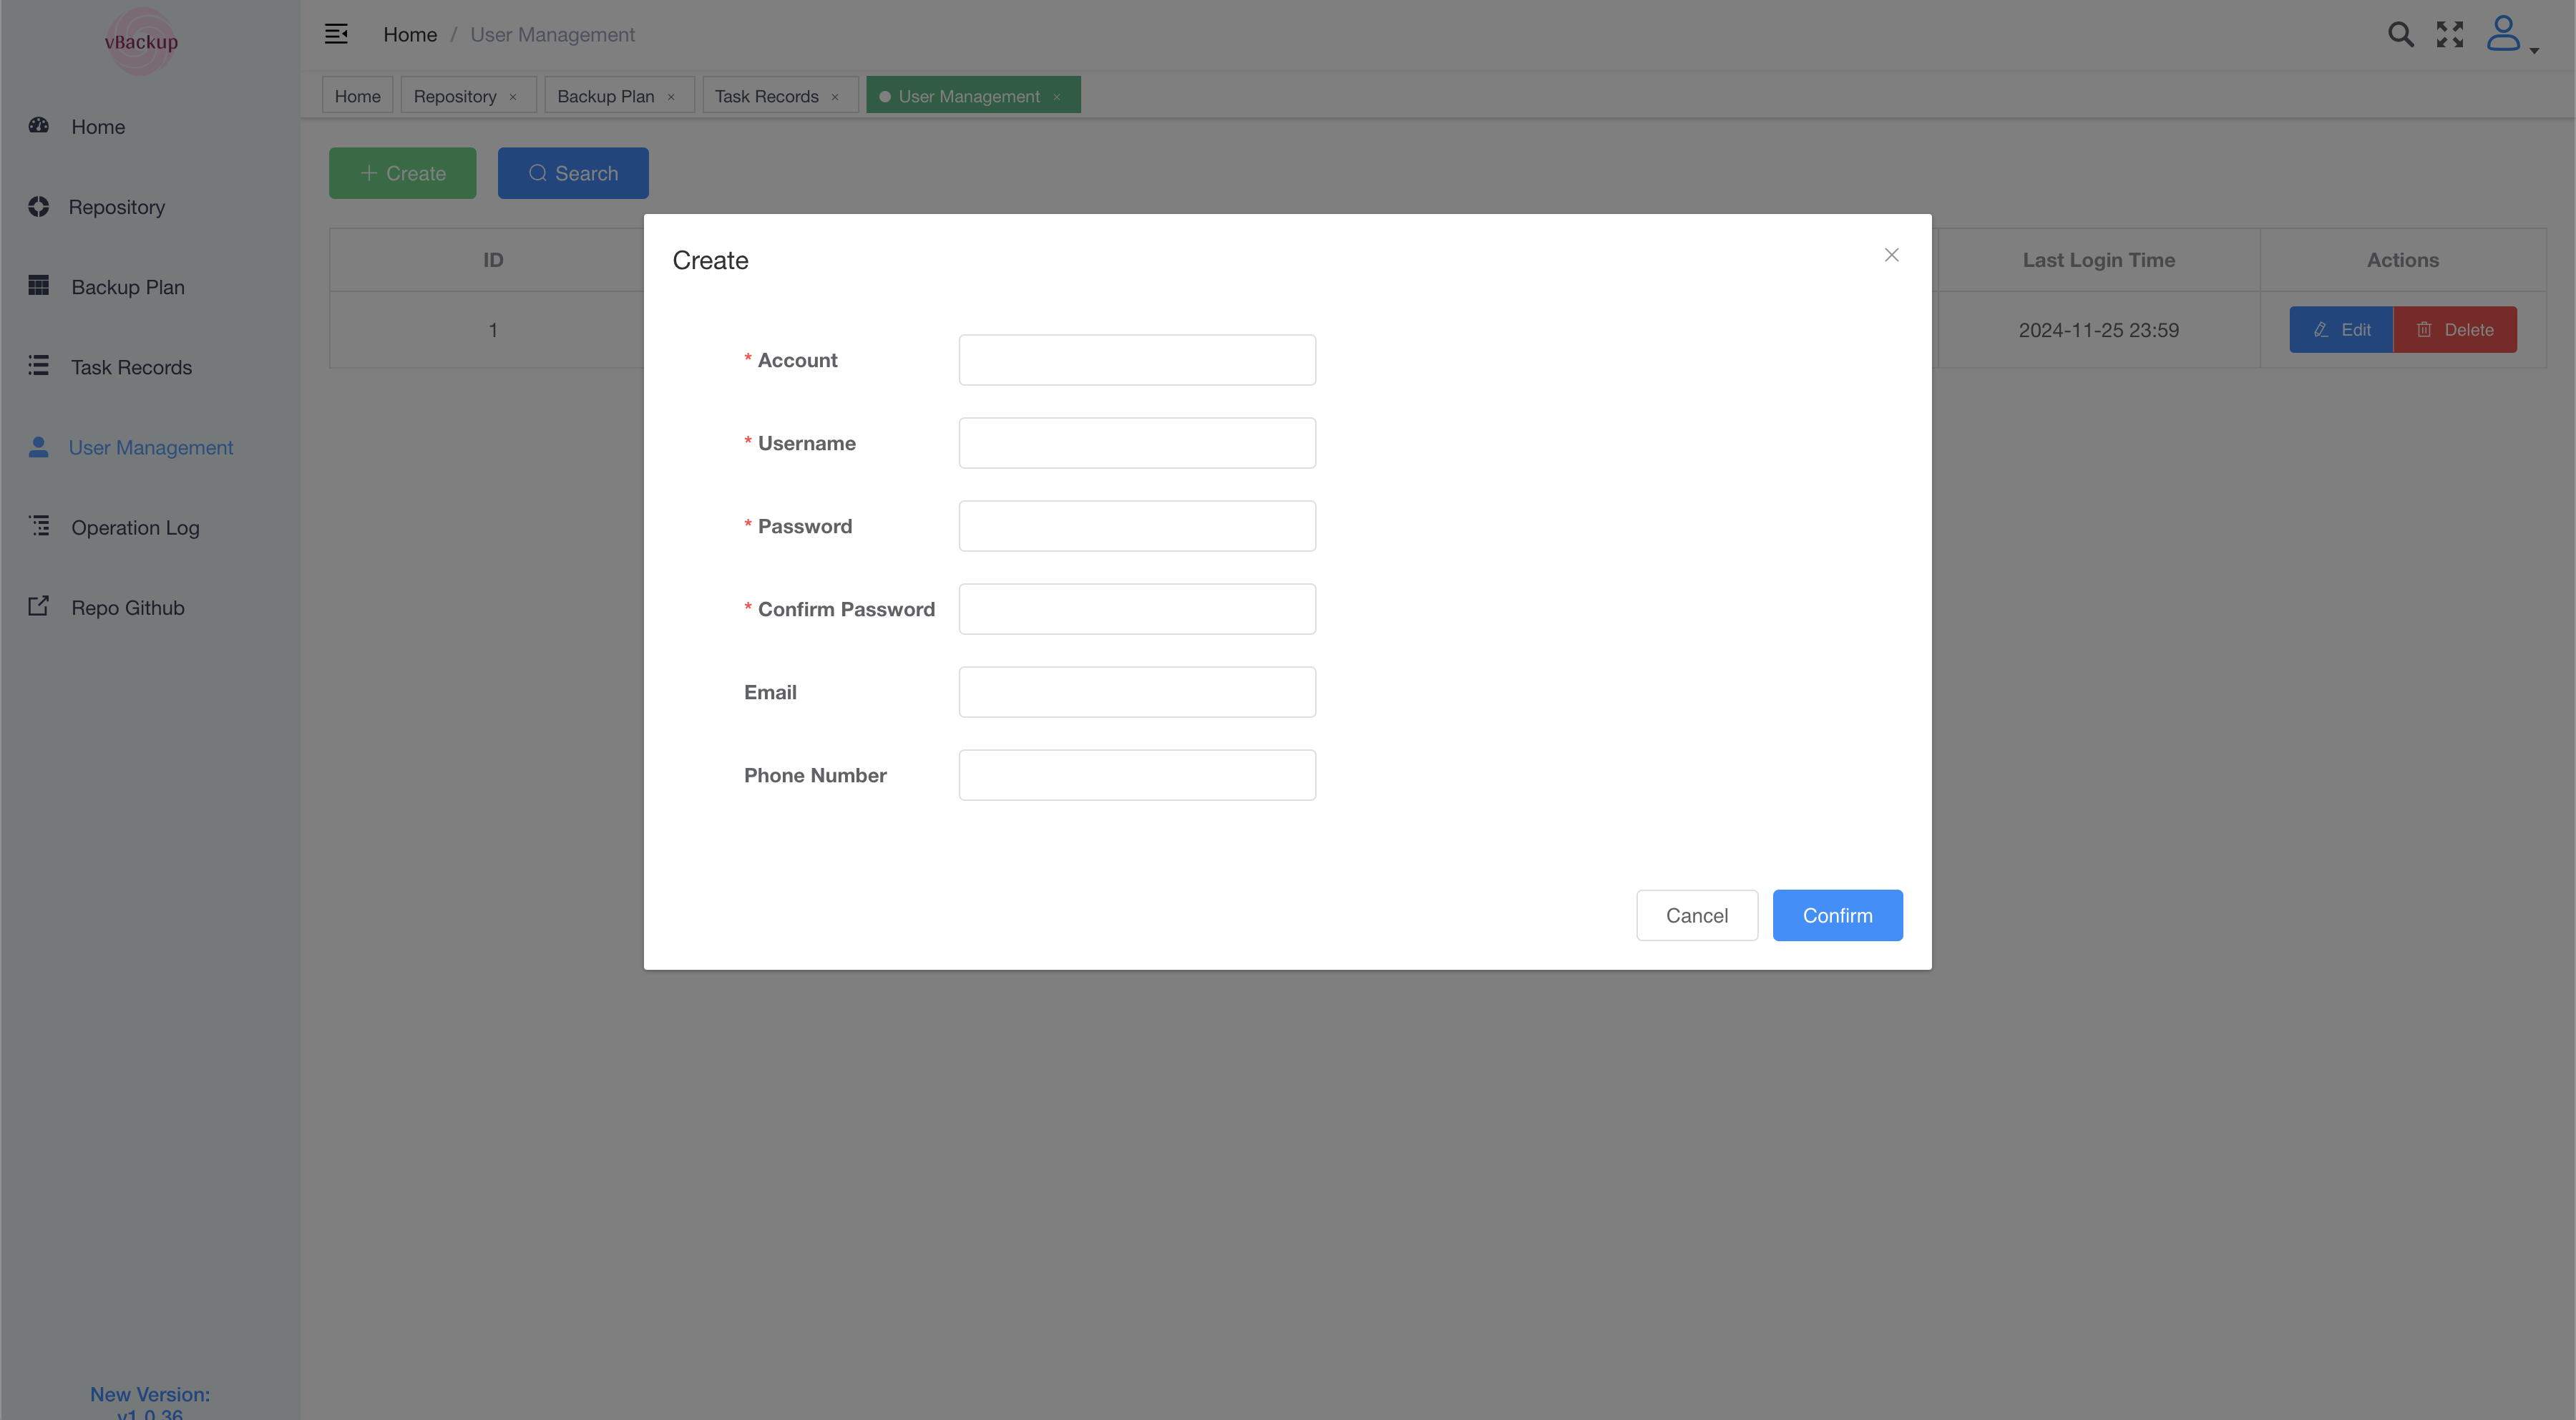 vBackup
Home / User Management
Home
Repository ×
Backup Plan ×
Task Records ×
User Management ×
Home
Repository
Backup Plan
Task Records
User Management
Operation Log
Repo Github
New Version:
v1.0.36
+ Create
Search
ID
Last Login Time
Actions
1
2024-11-25 23:59
Edit
Delete
Create
* Account
* Username
* Password
* Confirm Password
Email
Phone Number
Cancel
Confirm